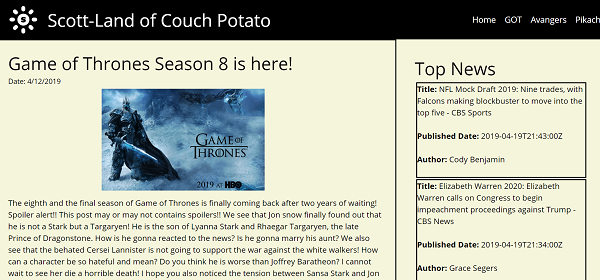 S Scott-Land of Couch Potato
Home GOT Avengers Pikach
Game of Thrones Season 8 is here!
Date: 4/12/2019
GAME OF
THRONES
2019 AT HBO
The eighth and the final season of Game of Thrones is finally coming back after two years of waiting!
Spoiler alert!! This post may or may not contains spoilers!! We see that Jon snow finally found out that
he is not a Stark but a Targaryen! He is the son of Lyanna Stark and Rhaegar Targaryen, the late
Prince of Dragonstone. How is he gonna reacted to the news? Is he gonna marry his aunt? We also
see that the behated Cersei Lannister is not going to support the war against the white walkers! How
can a character be so hateful and mean? Do you think he is worse than Joffrey Baratheon? I cannot
wait to see her die a horrible death! I hope you also noticed the tension between Sansa Stark and Jon
Top News
Title: NFL Mock Draft 2019: Nine trades, with
Falcons making blockbuster to move into the
top five - CBS Sports
Published Date: 2019-04-19T21:43:00Z
Author: Cody Benjamin
Title: Elizabeth Warren 2020: Elizabeth
Warren calls on Congress to begin
impeachment proceedings against Trump -
CBS News
Published Date: 2019-04-19T21:34:00Z
Author: Grace Segers